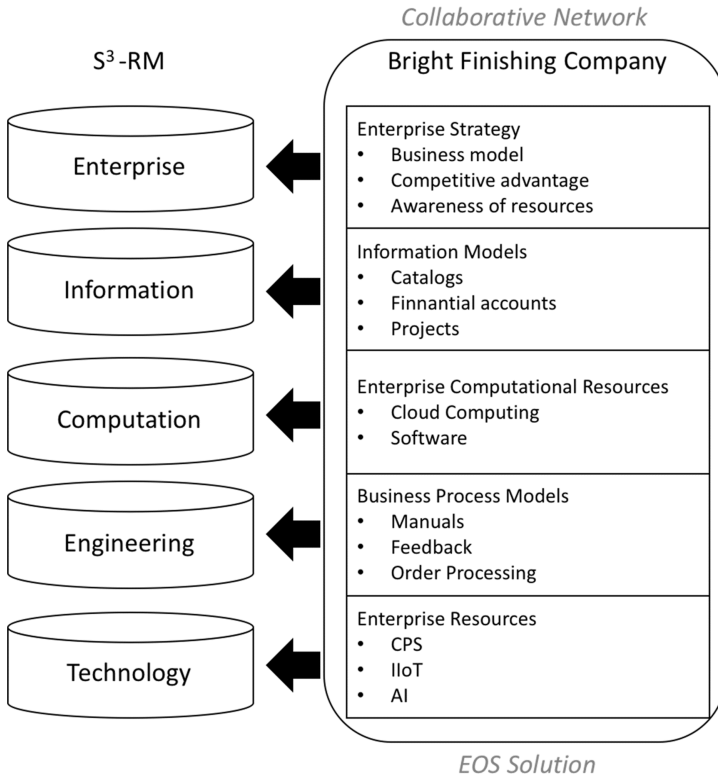 Collaborative Network
S³-RM
Bright Finishing Company
Enterprise
Enterprise Strategy
• Business model
• Competitive advantage
• Awareness of resources
Information
Information Models
• Catalogs
• Finnantial accounts
• Projects
Computation
Enterprise Computational Resources
• Cloud Computing
• Software
Engineering
Business Process Models
• Manuals
• Feedback
• Order Processing
Technology
Enterprise Resources
• CPS
• IIoT
• AI
EOS Solution